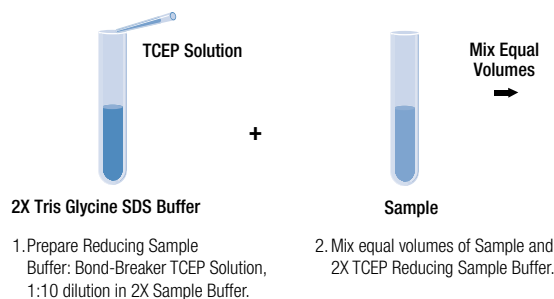 TCEP Solution
Mix Equal
Volumes
+
2X Tris Glycine SDS Buffer
Sample
1. Prepare Reducing Sample
Buffer: Bond-Breaker TCEP Solution,
1:10 dilution in 2X Sample Buffer.
2. Mix equal volumes of Sample and
2X TCEP Reducing Sample Buffer.